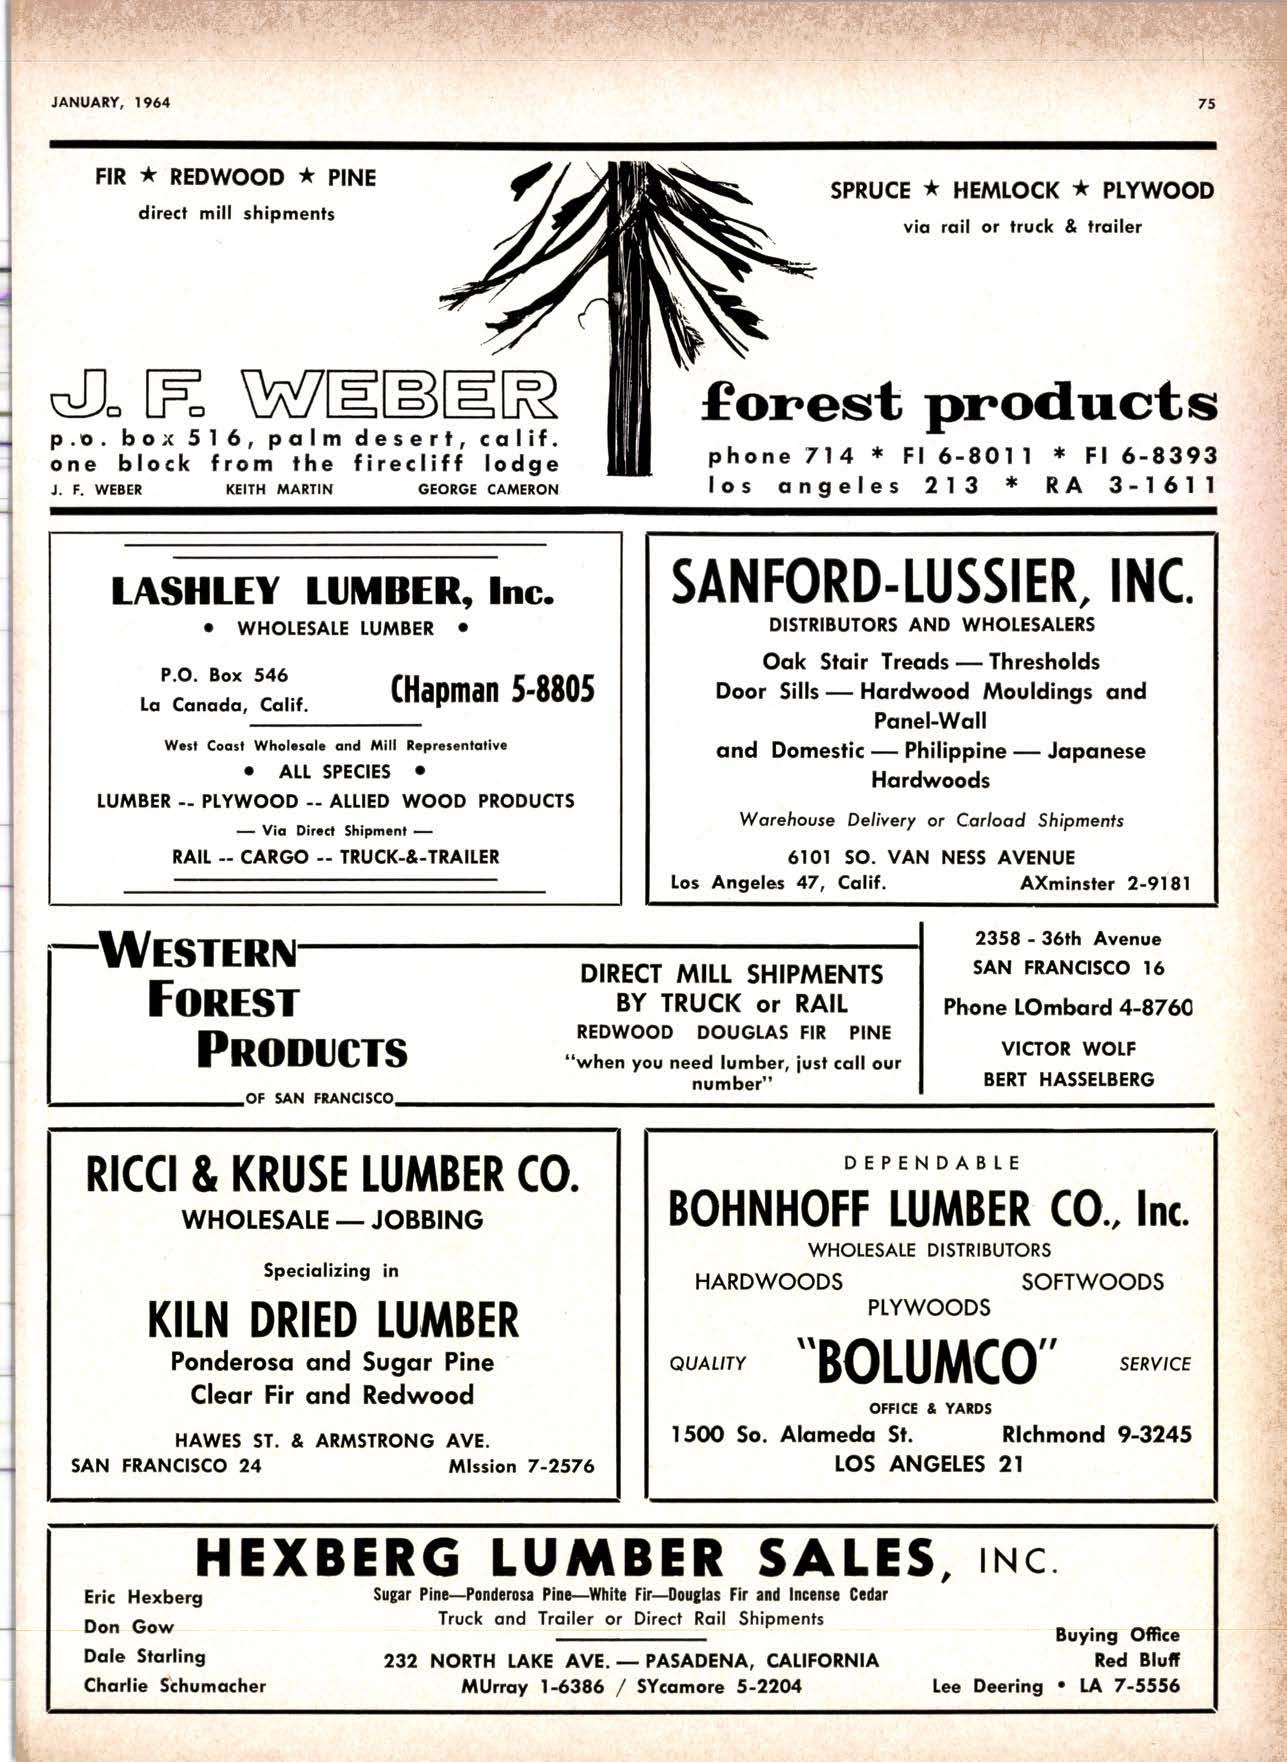 JANUARY, 1964
75
FIR ★ REDWOOD ★ PINE
direct mill shipments
SPRUCE ★ HEMLOCK ★ PLYWOOD
via rail or truck & trailer
J. F. WEBER
p.o. box 516, palm desert, calif.
one block from the firecliff lodge
J. F. WEBER KEITH MARTIN GEORGE CAMERON
forest products
phone 714 * FI 6-8011 * FI 6-8393
los angeles 213 * RA 3-1611
LASHLEY LUMBER, Inc.
• WHOLESALE LUMBER •
P.O. Box 546
La Canada, Calif.
CHapman 5-8805
West Coast Wholesale and Mill Representative
• ALL SPECIES •
LUMBER -- PLYWOOD -- ALLIED WOOD PRODUCTS
— Via Direct Shipment —
RAIL -- CARGO -- TRUCK-&-TRAILER
SANFORD-LUSSIER, INC.
DISTRIBUTORS AND WHOLESALERS
Oak Stair Treads — Thresholds
Door Sills — Hardwood Mouldings and
Panel-Wall
and Domestic — Philippine — Japanese
Hardwoods
Warehouse Delivery or Carload Shipments
6101 SO. VAN NESS AVENUE
Los Angeles 47, Calif. AXminster 2-9181
WESTERN
FOREST
PRODUCTS
OF SAN FRANCISCO
DIRECT MILL SHIPMENTS
BY TRUCK or RAIL
REDWOOD DOUGLAS FIR PINE
"when you need lumber, just call our
number"
2358 - 36th Avenue
SAN FRANCISCO 16
Phone LOmbard 4-8760
VICTOR WOLF
BERT HASSELBERG
RICCI & KRUSE LUMBER CO.
WHOLESALE — JOBBING
Specializing in
KILN DRIED LUMBER
Ponderosa and Sugar Pine
Clear Fir and Redwood
HAWES ST. & ARMSTRONG AVE.
SAN FRANCISCO 24 MIssion 7-2576
DEPENDABLE
BOHNHOFF LUMBER CO., Inc.
WHOLESALE DISTRIBUTORS
HARDWOODS SOFTWOODS
PLYWOODS
QUALITY "BOLUMCO" SERVICE
OFFICE & YARDS
1500 So. Alameda St. RIchmond 9-3245
LOS ANGELES 21
HEXBERG LUMBER SALES, INC.
Eric Hexberg
Don Gow
Dale Starling
Charlie Schumacher
Sugar Pine—Ponderosa Pine—White Fir—Douglas Fir and Incense Cedar
Truck and Trailer or Direct Rail Shipments
232 NORTH LAKE AVE. — PASADENA, CALIFORNIA
MUrray 1-6386 / SYcamore 5-2204
Buying Office
Red Bluff
Lee Deering • LA 7-5556